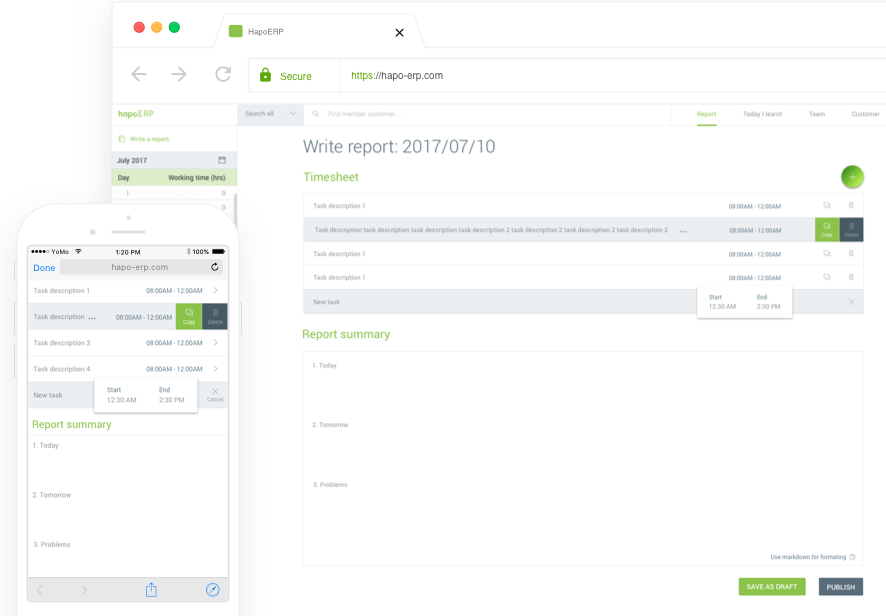 HapoERP
Secure
https://hapo-erp.com
hapoERP
Search all
Find member, customer,...
Report
Today I learnt
Team
Customer
Write a report
July 2017
Day
Working time (hrs)
1
0
0
Write report: 2017/07/10
Timesheet
+
Task description 1
08:00AM - 12:00AM
Task description task description task description task description 2 task description 2 task description 2 task description 2 ...
08:00AM - 12:00AM
Copy
Delete
Task description 1
08:00AM - 12:00AM
Task description 1
08:00AM - 12:00AM
New task
Start
End
12:30 AM
2:30 PM
Report summary
1. Today
2. Tomorrow
3. Problems
Use markdown for formating
SAVE AS DRAFT
PUBLISH
YoMo
1:20 PM
100%
Done
hapo-erp.com
Task description 1
08:00AM - 12:00AM
Task description ...
08:00AM - 12:00AM
Copy
Delete
Task description 3
08:00AM - 12:00AM
Task description 4
08:00AM - 12:00AM
New task
Start
End
12:30 AM
2:30 PM
Cancel
Report summary
1. Today
2. Tomorrow
3. Problems